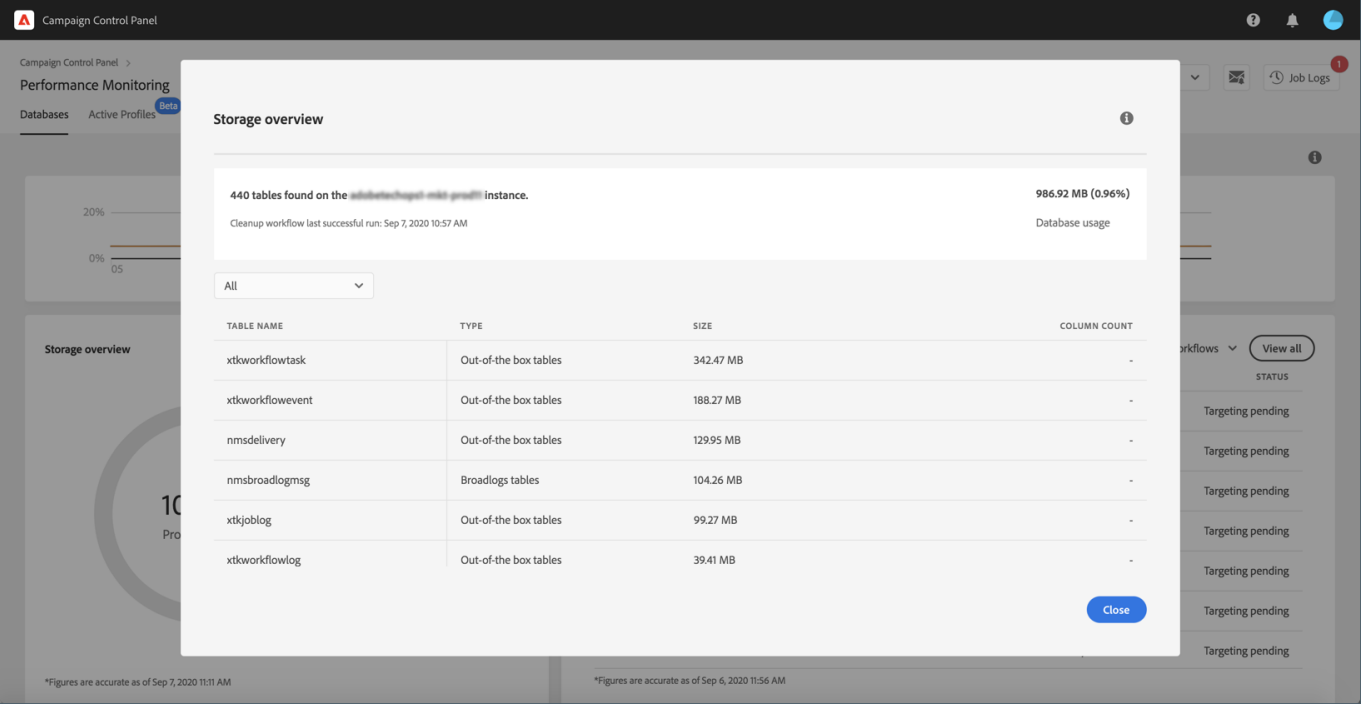 Campaign Control Panel
Campaign Control Panel >
Performance Monitoring
Databases Active Profiles Beta
Job Logs 1
20%
0%
05
Storage overview
10
Pro
*Figures are accurate as of Sep 7, 2020 11:11 AM
Storage overview
440 tables found on the instance.
Cleanup workflow last successful run: Sep 7, 2020 10:57 AM
986.92 MB (0.96%)
Database usage
All
TABLE NAME TYPE SIZE COLUMN COUNT
xtkworkflowtask Out-of-the box tables 342.47 MB -
xtkworkflowevent Out-of-the box tables 188.27 MB -
nmsdelivery Out-of-the box tables 129.95 MB -
nmsbroadlogmsg Broadlogs tables 104.26 MB -
xtkjoblog Out-of-the box tables 99.27 MB -
xtkworkflowlog Out-of-the box tables 39.41 MB -
Close
orkflows View all
STATUS
Targeting pending
Targeting pending
Targeting pending
Targeting pending
Targeting pending
Targeting pending
Targeting pending
*Figures are accurate as of Sep 6, 2020 11:56 AM